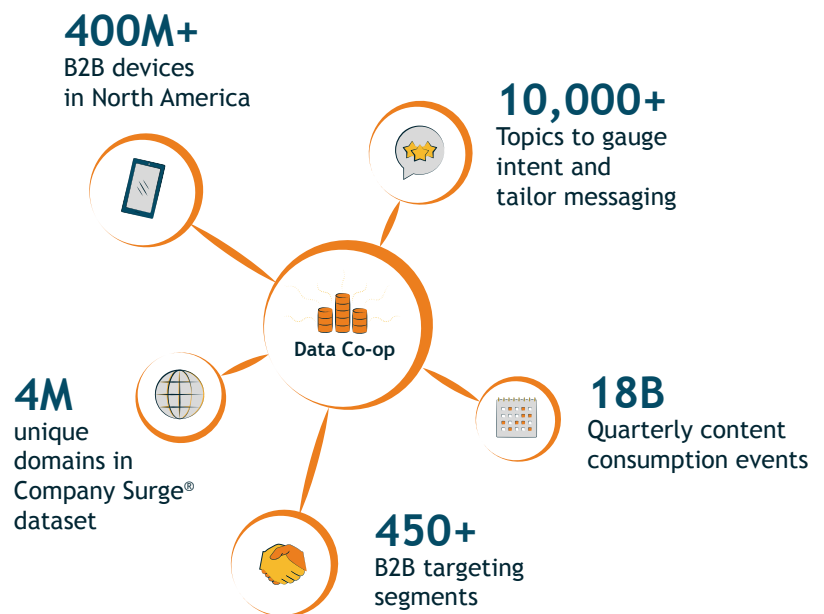 400M+
B2B devices
in North America
10,000+
Topics to gauge
intent and
tailor messaging
Data Co-op
4M
unique
domains in
Company Surge®
dataset
18B
Quarterly content
consumption events
450+
B2B targeting
segments